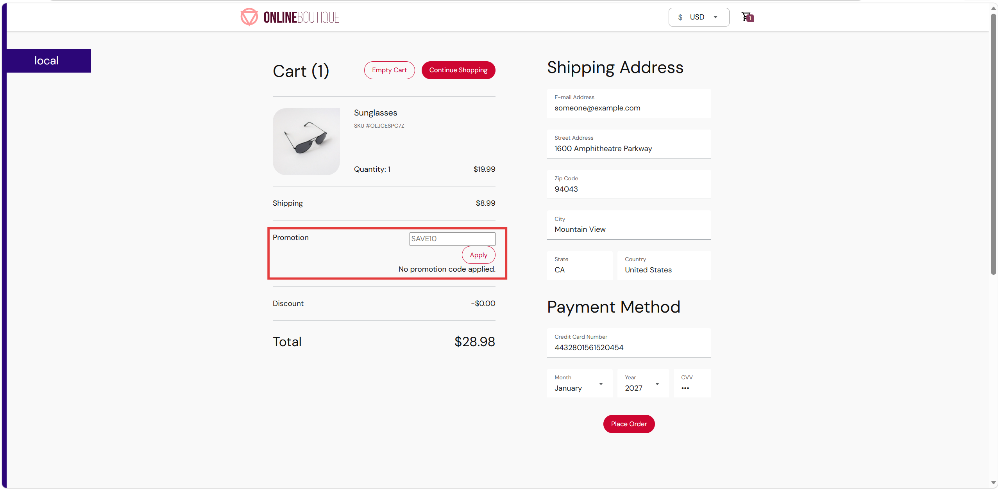 ONLINEBOUTIQUE
$ USD
1
local
Cart (1)
Empty Cart
Continue Shopping
Sunglasses
SKU #OLJCESPC7Z
Quantity: 1
$19.99
Shipping
$8.99
Promotion
SAVE10
Apply
No promotion code applied.
Discount
-$0.00
Total
$28.98
Shipping Address
E-mail Address
someone@example.com
Street Address
1600 Amphitheatre Parkway
Zip Code
94043
City
Mountain View
State
CA
Country
United States
Payment Method
Credit Card Number
4432801561520454
Month
January
Year
2027
CVV
•••
Place Order